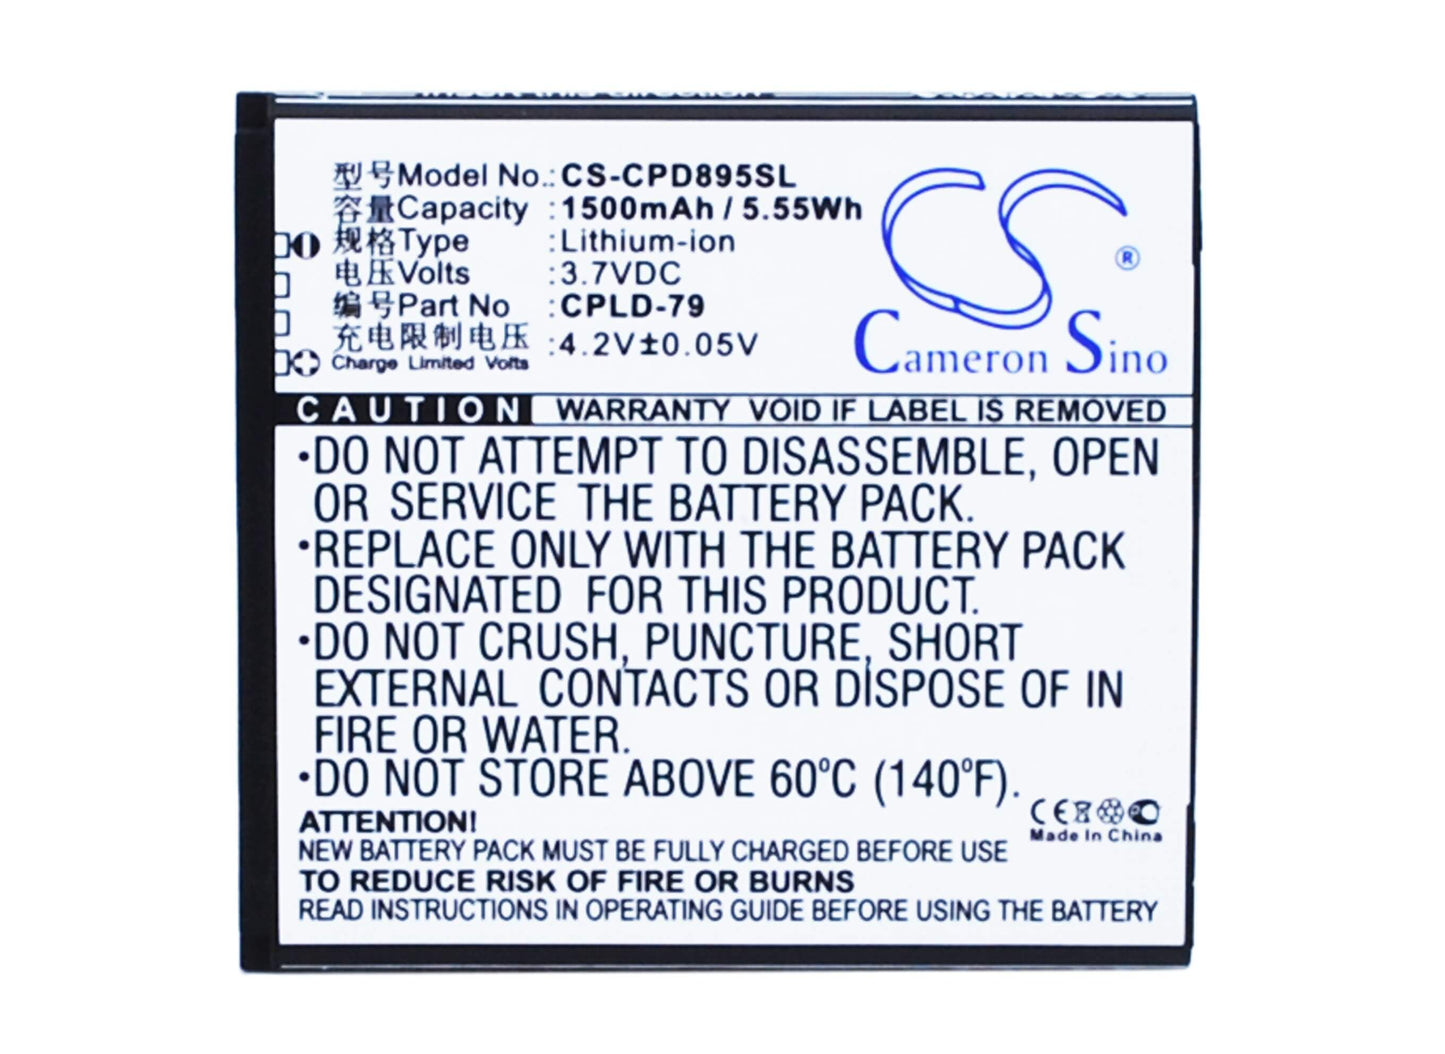 型号Model No.: CS-CPD895SL
容量Capacity : 1500mAh / 5.55Wh
规格Type : Lithium-ion
电压Volts : 3.7VDC
编号Part No : CPLD-79
充电限制电压 : 4.2V±0.05V
Charge Limited Volts
CS ®
Cameron Sino
CAUTION WARRANTY VOID IF LABEL IS REMOVED
•DO NOT ATTEMPT TO DISASSEMBLE, OPEN
OR SERVICE THE BATTERY PACK.
•REPLACE ONLY WITH THE BATTERY PACK
DESIGNATED FOR THIS PRODUCT.
•DO NOT CRUSH, PUNCTURE, SHORT
EXTERNAL CONTACTS OR DISPOSE OF IN
FIRE OR WATER.
•DO NOT STORE ABOVE 60°C (140°F).
CE
Made In China
ATTENTION!
NEW BATTERY PACK MUST BE FULLY CHARGED BEFORE USE
TO REDUCE RISK OF FIRE OR BURNS
READ INSTRUCTIONS IN OPERATING GUIDE BEFORE USING THE BATTERY